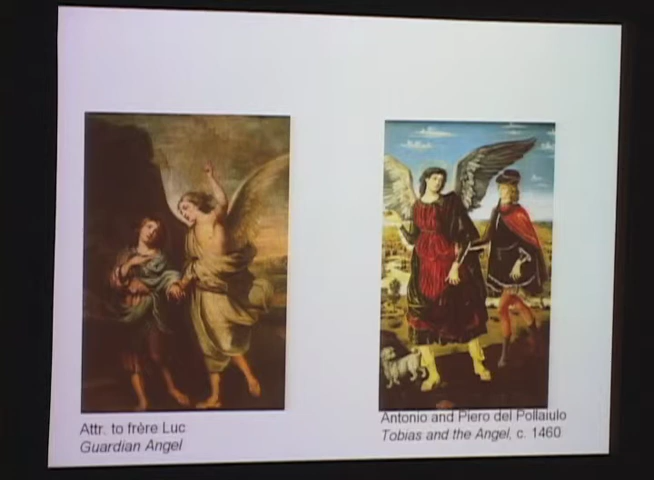 Attr. to frère Luc
Guardian Angel
Antonio and Piero del Pollaiulo
Tobias and the Angel, c. 1460